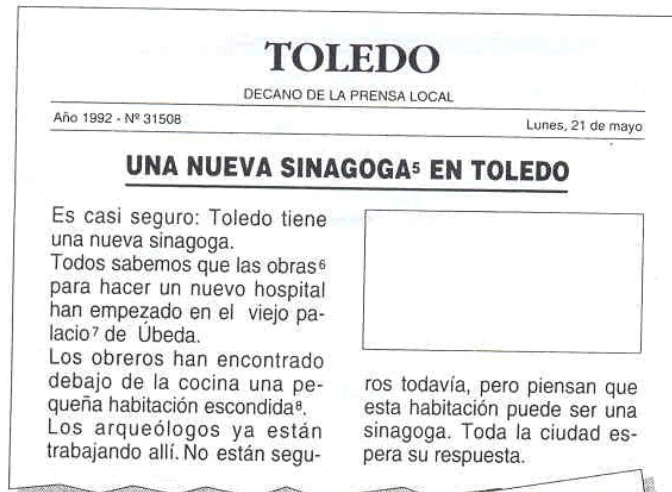 TOLEDO
DECANO DE LA PRENSA LOCAL
Año 1992 - Nº 31508
Lunes, 21 de mayo
UNA NUEVA SINAGOGA⁵ EN TOLEDO
Es casi seguro: Toledo tiene
una nueva sinagoga.
Todos sabemos que las obras⁶
para hacer un nuevo hospital
han empezado en el viejo pa-
lacio⁷ de Úbeda.
Los obreros han encontrado
debajo de la cocina una pe-
queña habitación escondida⁸.
Los arqueólogos ya están
trabajando allí. No están segu-
ros todavía, pero piensan que
esta habitación puede ser una
sinagoga. Toda la ciudad es-
pera su respuesta.